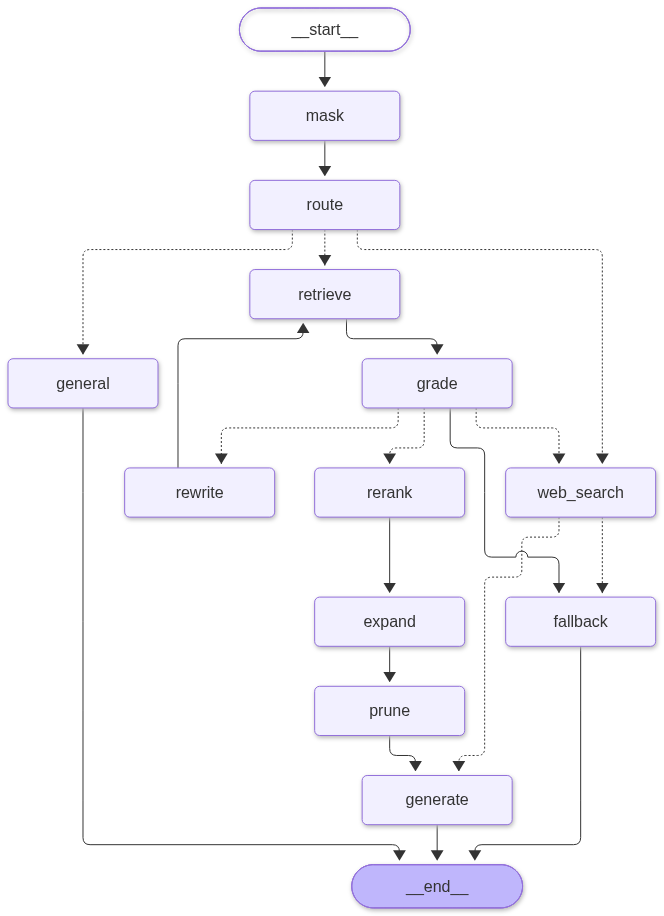 __start__
mask
route
retrieve
general
grade
rewrite
rerank
web_search
expand
fallback
prune
generate
__end__